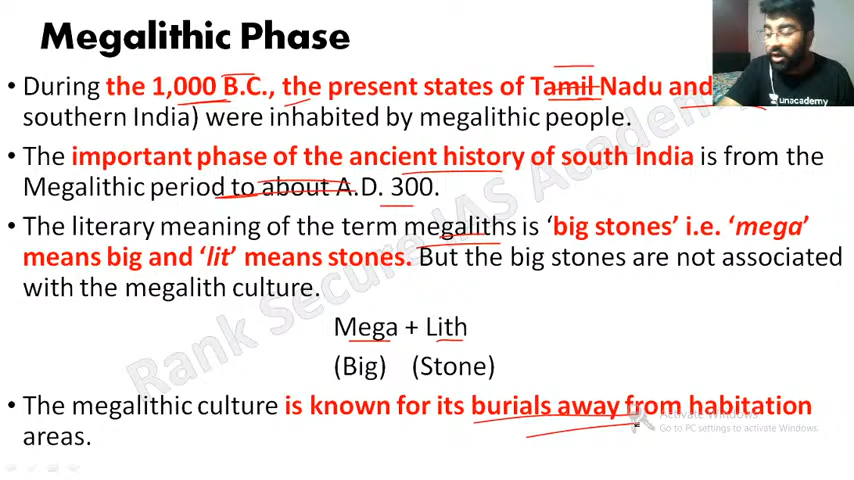 Megalithic Phase
• During the 1,000 B.C., the present states of Tamil Nadu and
southern India) were inhabited by megalithic people.
• The important phase of the ancient history of south India is from the
Megalithic period to about A.D. 300.
• The literary meaning of the term megaliths is ‘big stones’ i.e. ‘mega’
means big and ‘lit’ means stones. But the big stones are not associated
with the megalith culture.
Mega + Lith
(Big) (Stone)
• The megalithic culture is known for its burials away from habitation
areas.
Rank Secure IAS Academy
unacademy
Activate Windows
Go to PC settings to activate Windows.